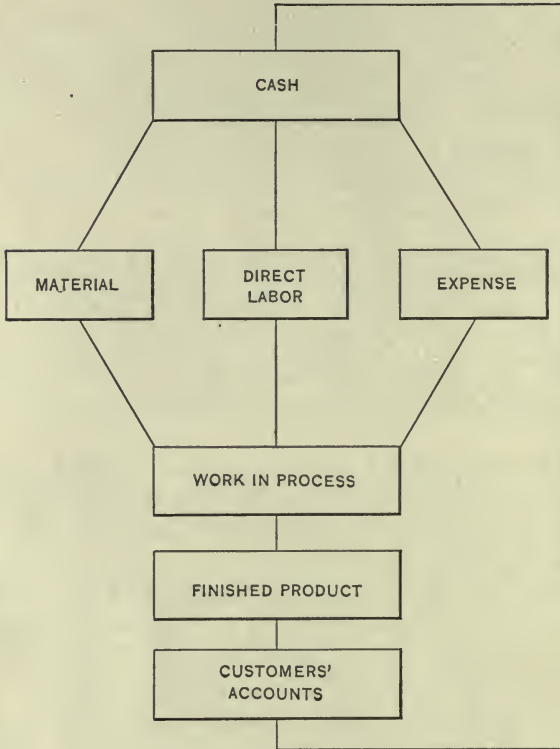 CASH
MATERIAL
DIRECT
LABOR
EXPENSE
WORK IN PROCESS
FINISHED PRODUCT
CUSTOMERS'
ACCOUNTS